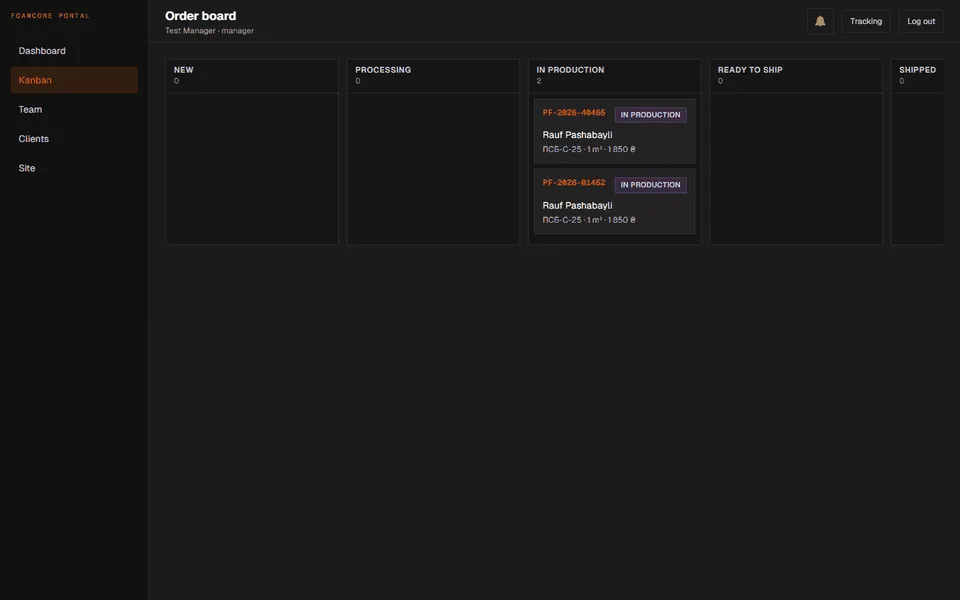 FOAMCORE PORTAL
Dashboard
Kanban
Team
Clients
Site
Order board
Test Manager · manager
Tracking
Log out
NEW
0
PROCESSING
0
IN PRODUCTION
2
PF-2026-40465
IN PRODUCTION
Rauf Pashabayli
ПСБ-С-25 · 1 m³ · 1 850 ₴
PF-2026-01462
IN PRODUCTION
Rauf Pashabayli
ПСБ-С-25 · 1 m³ · 1 850 ₴
READY TO SHIP
0
SHIPPED
0